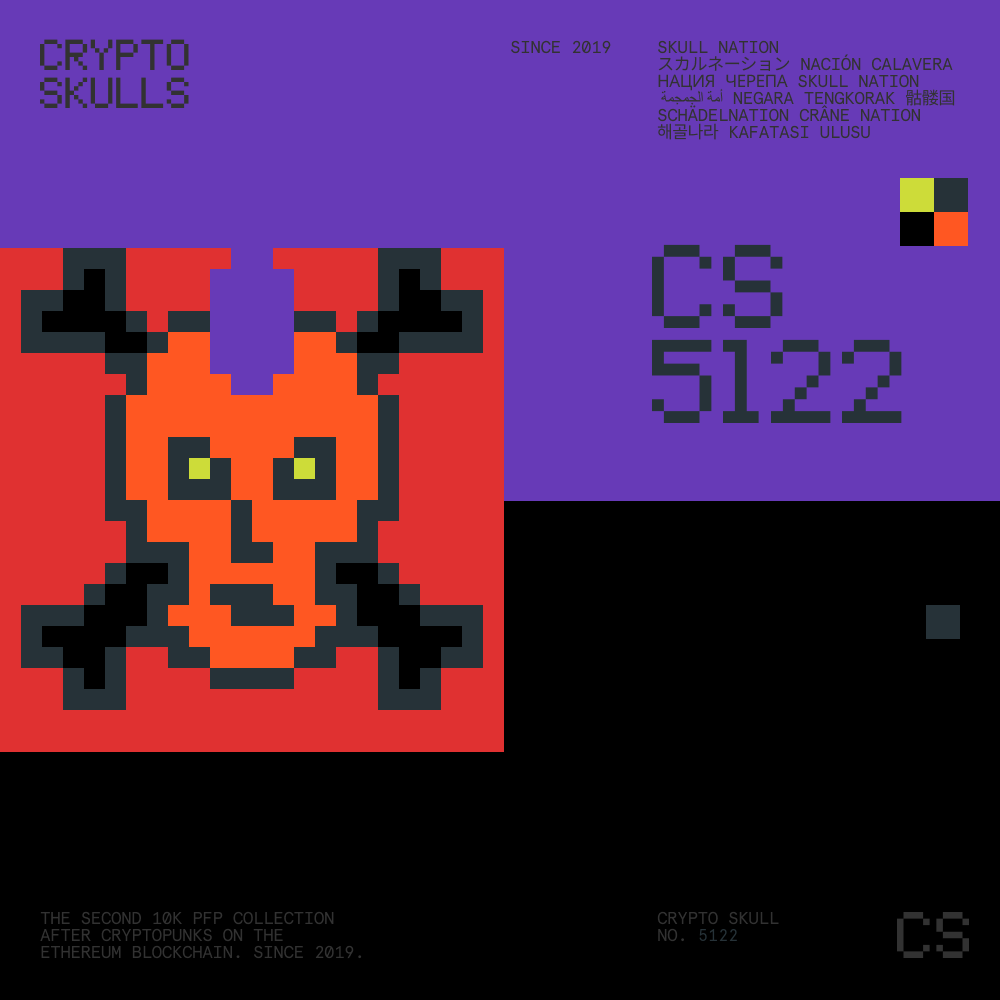 CRYPTO
SKULLS
SINCE 2019
SKULL NATION
スカルネーション NACIÓN CALAVERA
НАЦИЯ ЧЕРЕПА SKULL NATION
أمة الجمجمة NEGARA TENGKORAK 骷髅国
SCHÄDELNATION CRÂNE NATION
해골나라 KAFATASI ULUSU
CS
5122
THE SECOND 10K PFP COLLECTION
AFTER CRYPTOPUNKS ON THE
ETHEREUM BLOCKCHAIN. SINCE 2019.
CRYPTO SKULL
NO. 5122
CS